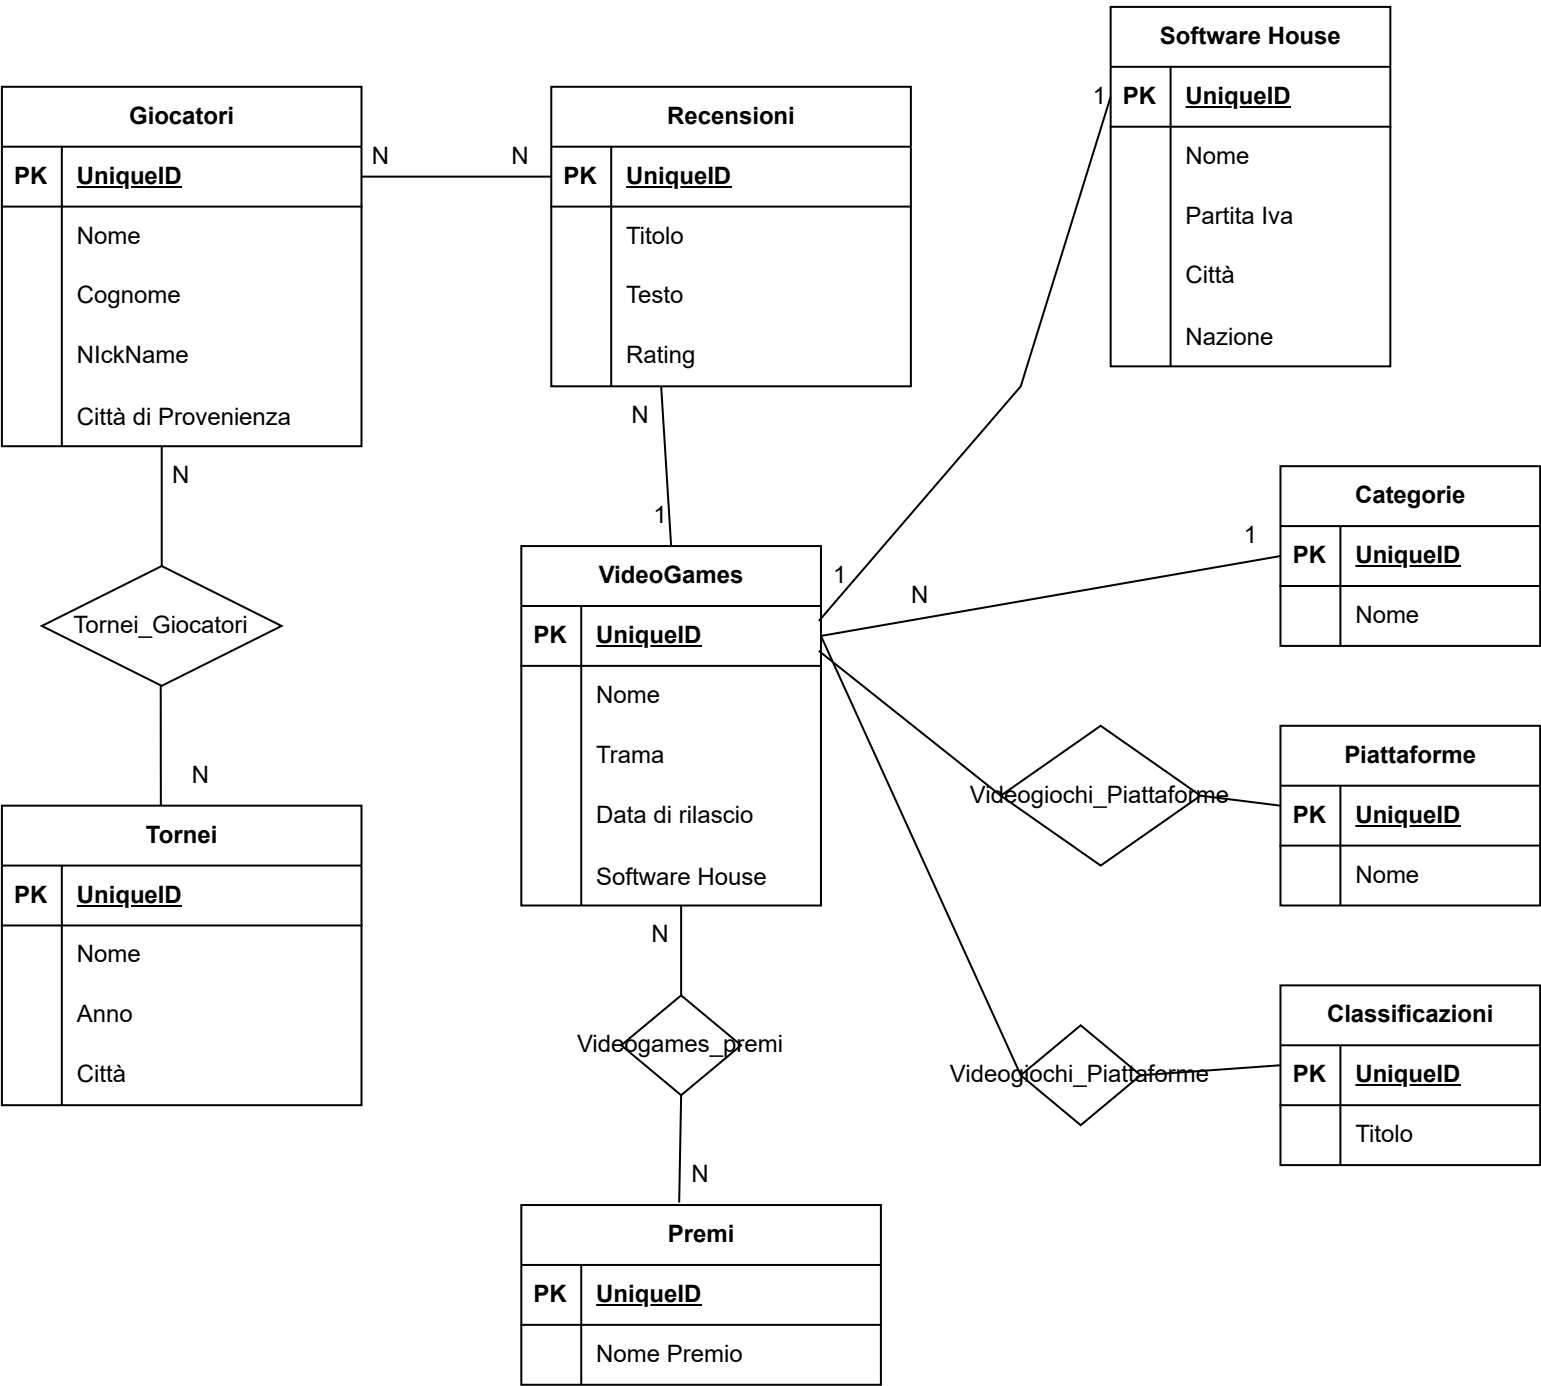 Software House
1
PK UniqueID
Nome
Partita Iva
Città
Nazione
Giocatori
N
PK UniqueID
Nome
Cognome
NIckName
Città di Provenienza
N
Recensioni
N
PK UniqueID
Titolo
Testo
Rating
N
1
Tornei_Giocatori
N
Tornei
PK UniqueID
Nome
Anno
Città
VideoGames
1
N
PK UniqueID
Nome
Trama
Data di rilascio
Software House
N
Videogames_premi
N
Premi
PK UniqueID
Nome Premio
Categorie
1
PK UniqueID
Nome
Videogiochi_Piattaforme
Piattaforme
PK UniqueID
Nome
Videogiochi_Piattaforme
Classificazioni
PK UniqueID
Titolo